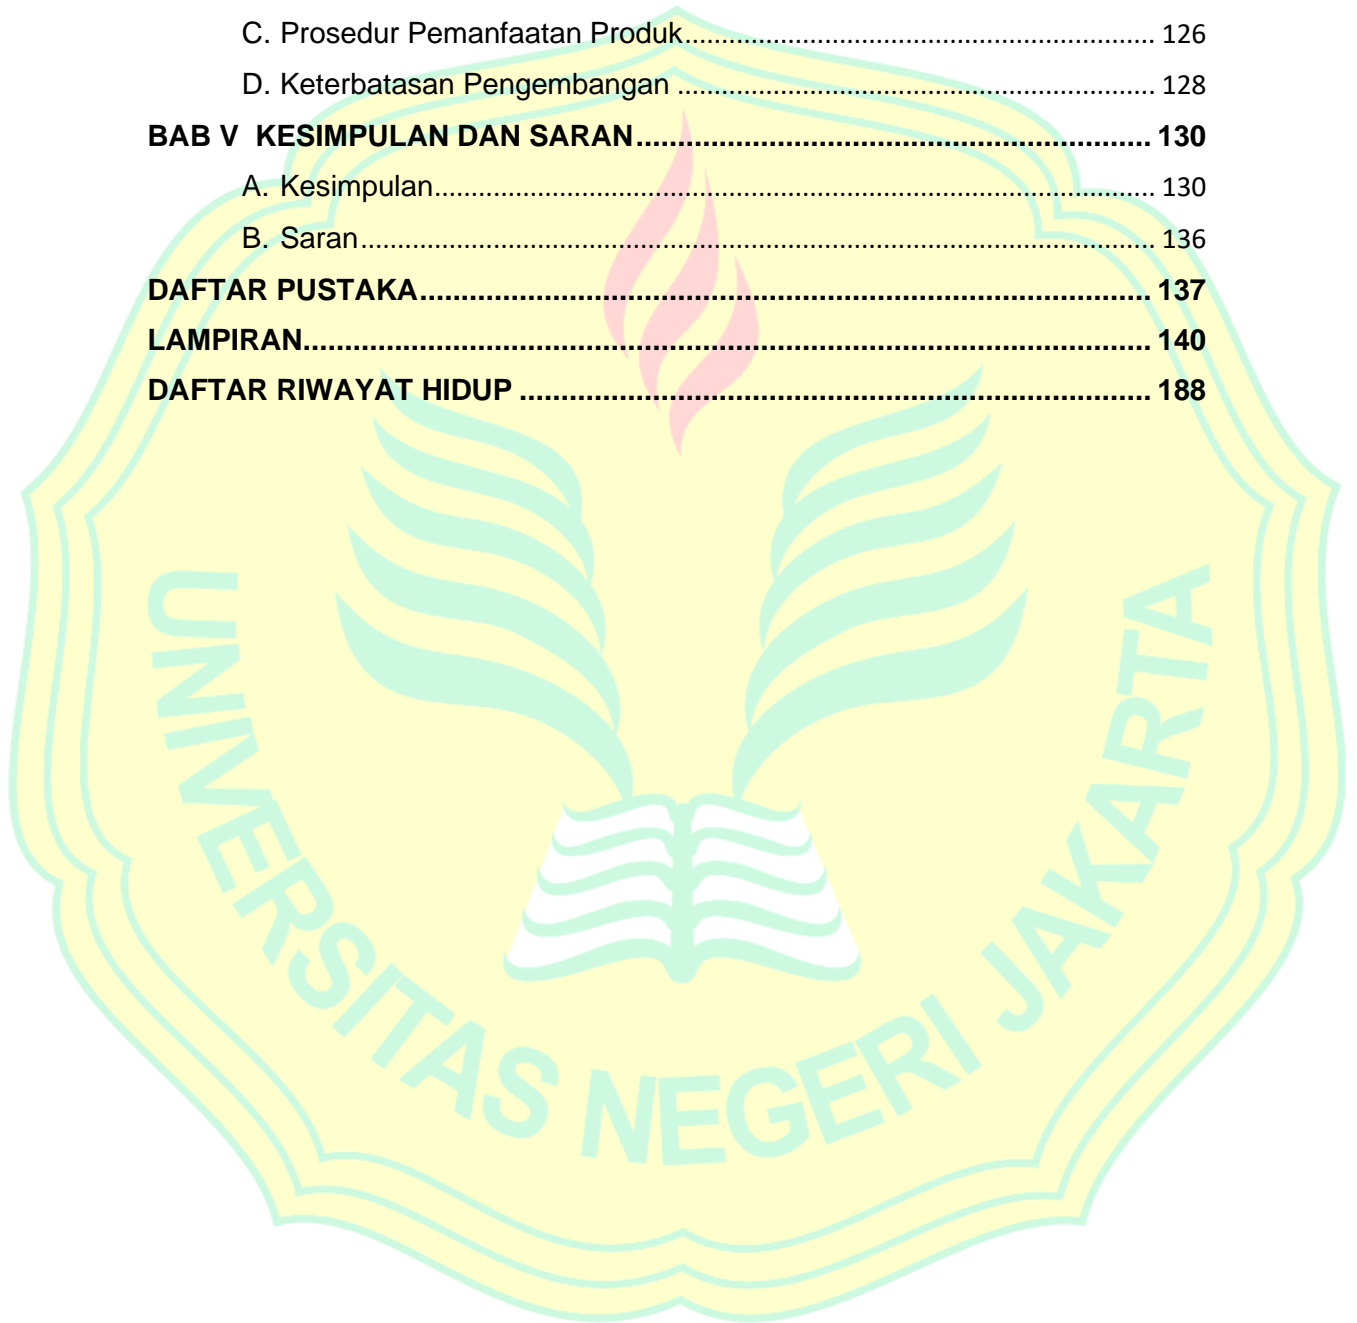 C. Prosedur Pemanfaatan Produk........................................................... 126
D. Keterbatasan Pengembangan ............................................................ 128
BAB V  KESIMPULAN DAN SARAN.............................................................. 130
A. Kesimpulan.......................................................................................... 130
B. Saran.................................................................................................... 136
DAFTAR PUSTAKA........................................................................................ 137
LAMPIRAN...................................................................................................... 140
DAFTAR RIWAYAT HIDUP ............................................................................ 188
UNIVERSITAS NEGERI JAKARTA